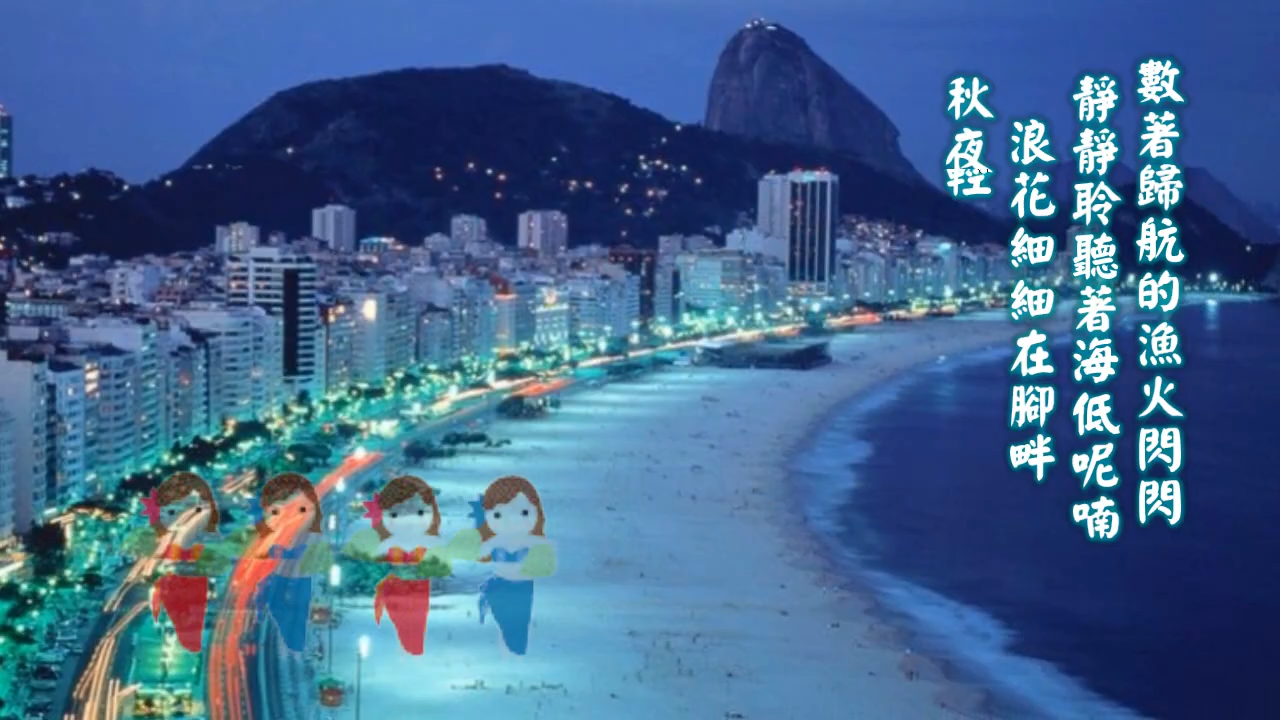 數著歸航的漁火閃閃
靜靜聆聽著海低呢喃
浪花細細在腳畔
秋夜輕